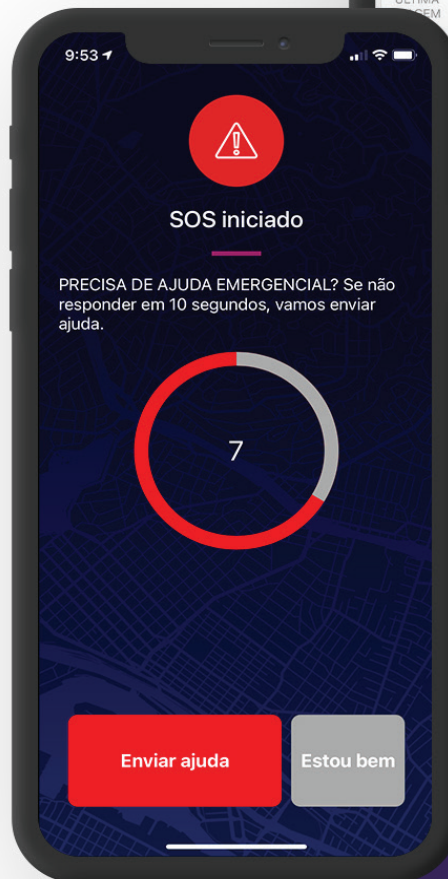 ÚLTIMA
9:53
SOS iniciado
PRECISA DE AJUDA EMERGENCIAL? Se não
responder em 10 segundos, vamos enviar
ajuda.
7
Enviar ajuda
Estou bem